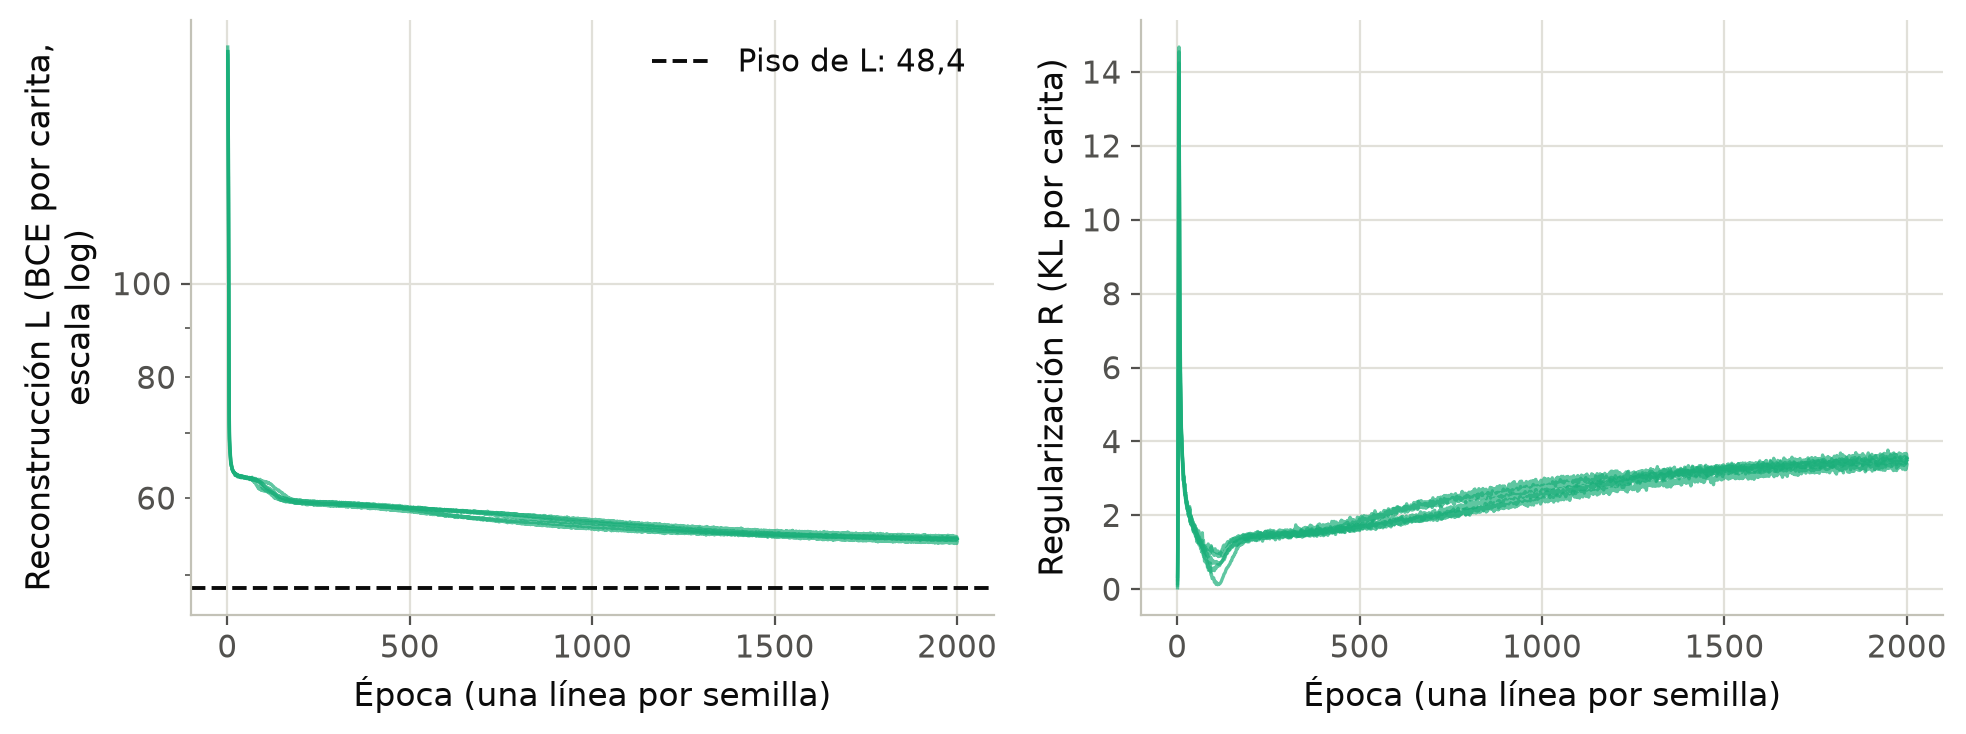 Reconstrucción L (BCE por carita,
escala log)
Piso de L: 48,4
100
80
60
0 500 1000 1500 2000
Época (una línea por semilla)
Regularización R (KL por carita)
14
12
10
8
6
4
2
0
0 500 1000 1500 2000
Época (una línea por semilla)